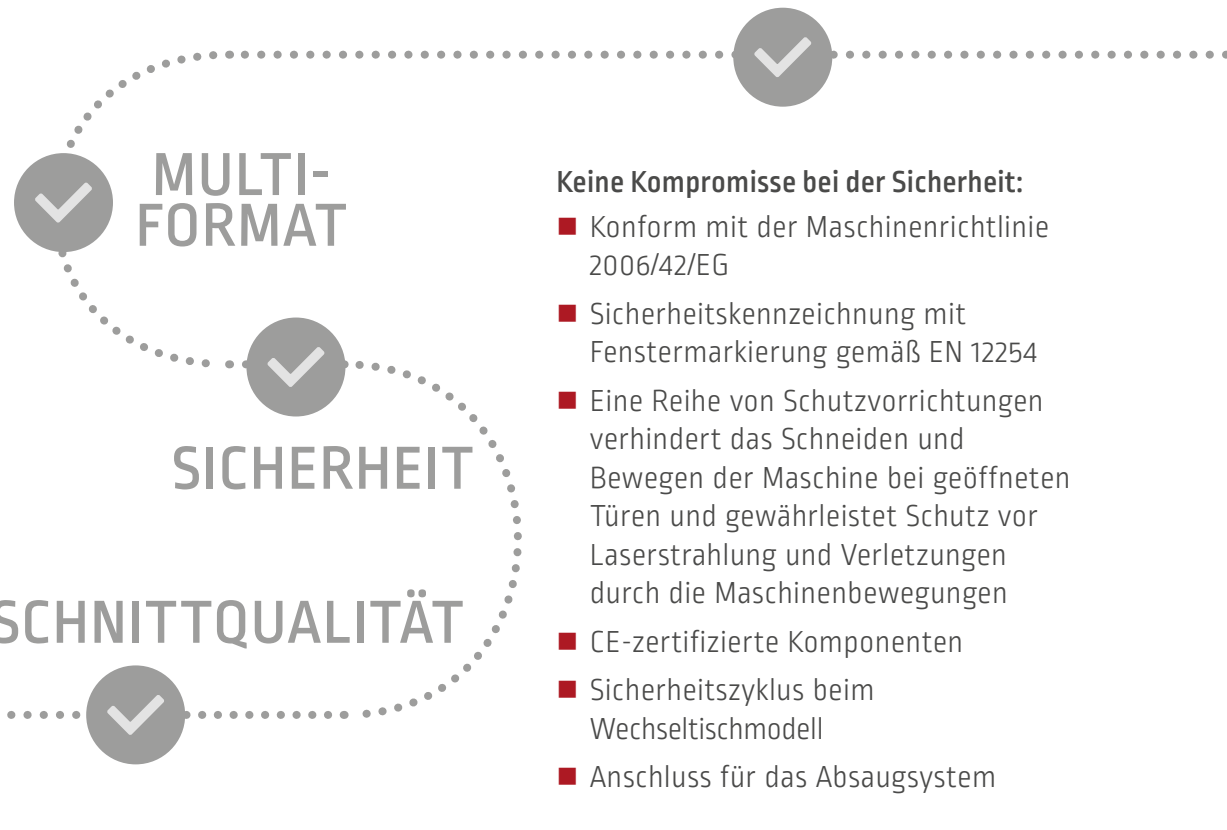 MULTI-
FORMAT
SICHERHEIT
SCHNITTQUALITÄT
Keine Kompromisse bei der Sicherheit:
Konform mit der Maschinenrichtlinie
2006/42/EG
Sicherheitskennzeichnung mit
Fenstermarkierung gemäß EN 12254
Eine Reihe von Schutzvorrichtungen
verhindert das Schneiden und
Bewegen der Maschine bei geöffneten
Türen und gewährleistet Schutz vor
Laserstrahlung und Verletzungen
durch die Maschinenbewegungen
CE-zertifizierte Komponenten
Sicherheitszyklus beim
Wechseltischmodell
Anschluss für das Absaugsystem